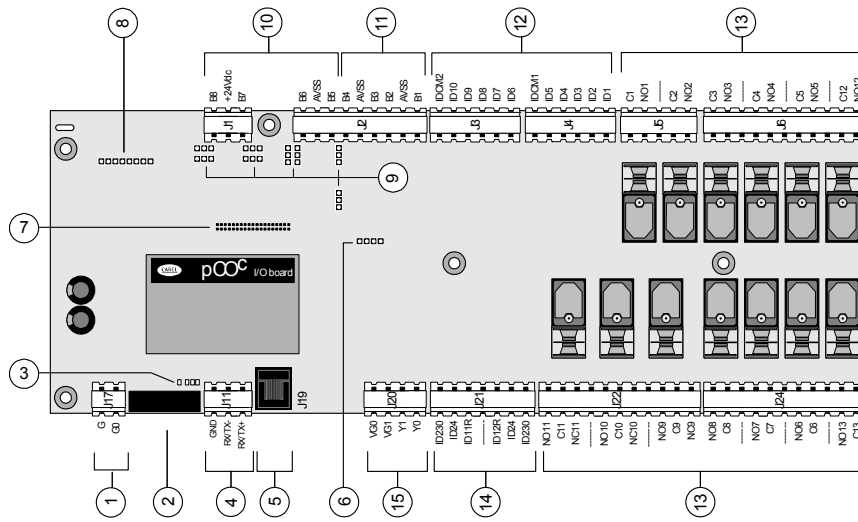 8
10
11
12
13
B8
+24Vdc
B7
B6
AVSS
B5
B4
AVSS
B3
B2
AVSS
B1
IDCM2
ID10
ID9
ID8
ID7
ID6
IDCM1
ID5
ID4
ID3
ID2
ID1
C1
NO1
C2
NO2
C3
NO3
C4
NO4
C5
NO5
C12
J1
J2
J3
J4
J5
J6
9
7
6
CAREL
pCOC I/O board
3
J17
J11
J19
J20
J21
J22
J24
G
G0
GND
RX/TX-
RX/TX+
VG0
VG1
Y1
Y0
ID230
ID24
ID11R
ID12R
ID24
ID230
NO11
C11
NC11
NO10
C10
NC10
NO9
C9
NC9
NO8
C8
NO7
C7
NO6
C6
NO13
C13
1
2
4
5
6
15
14
13